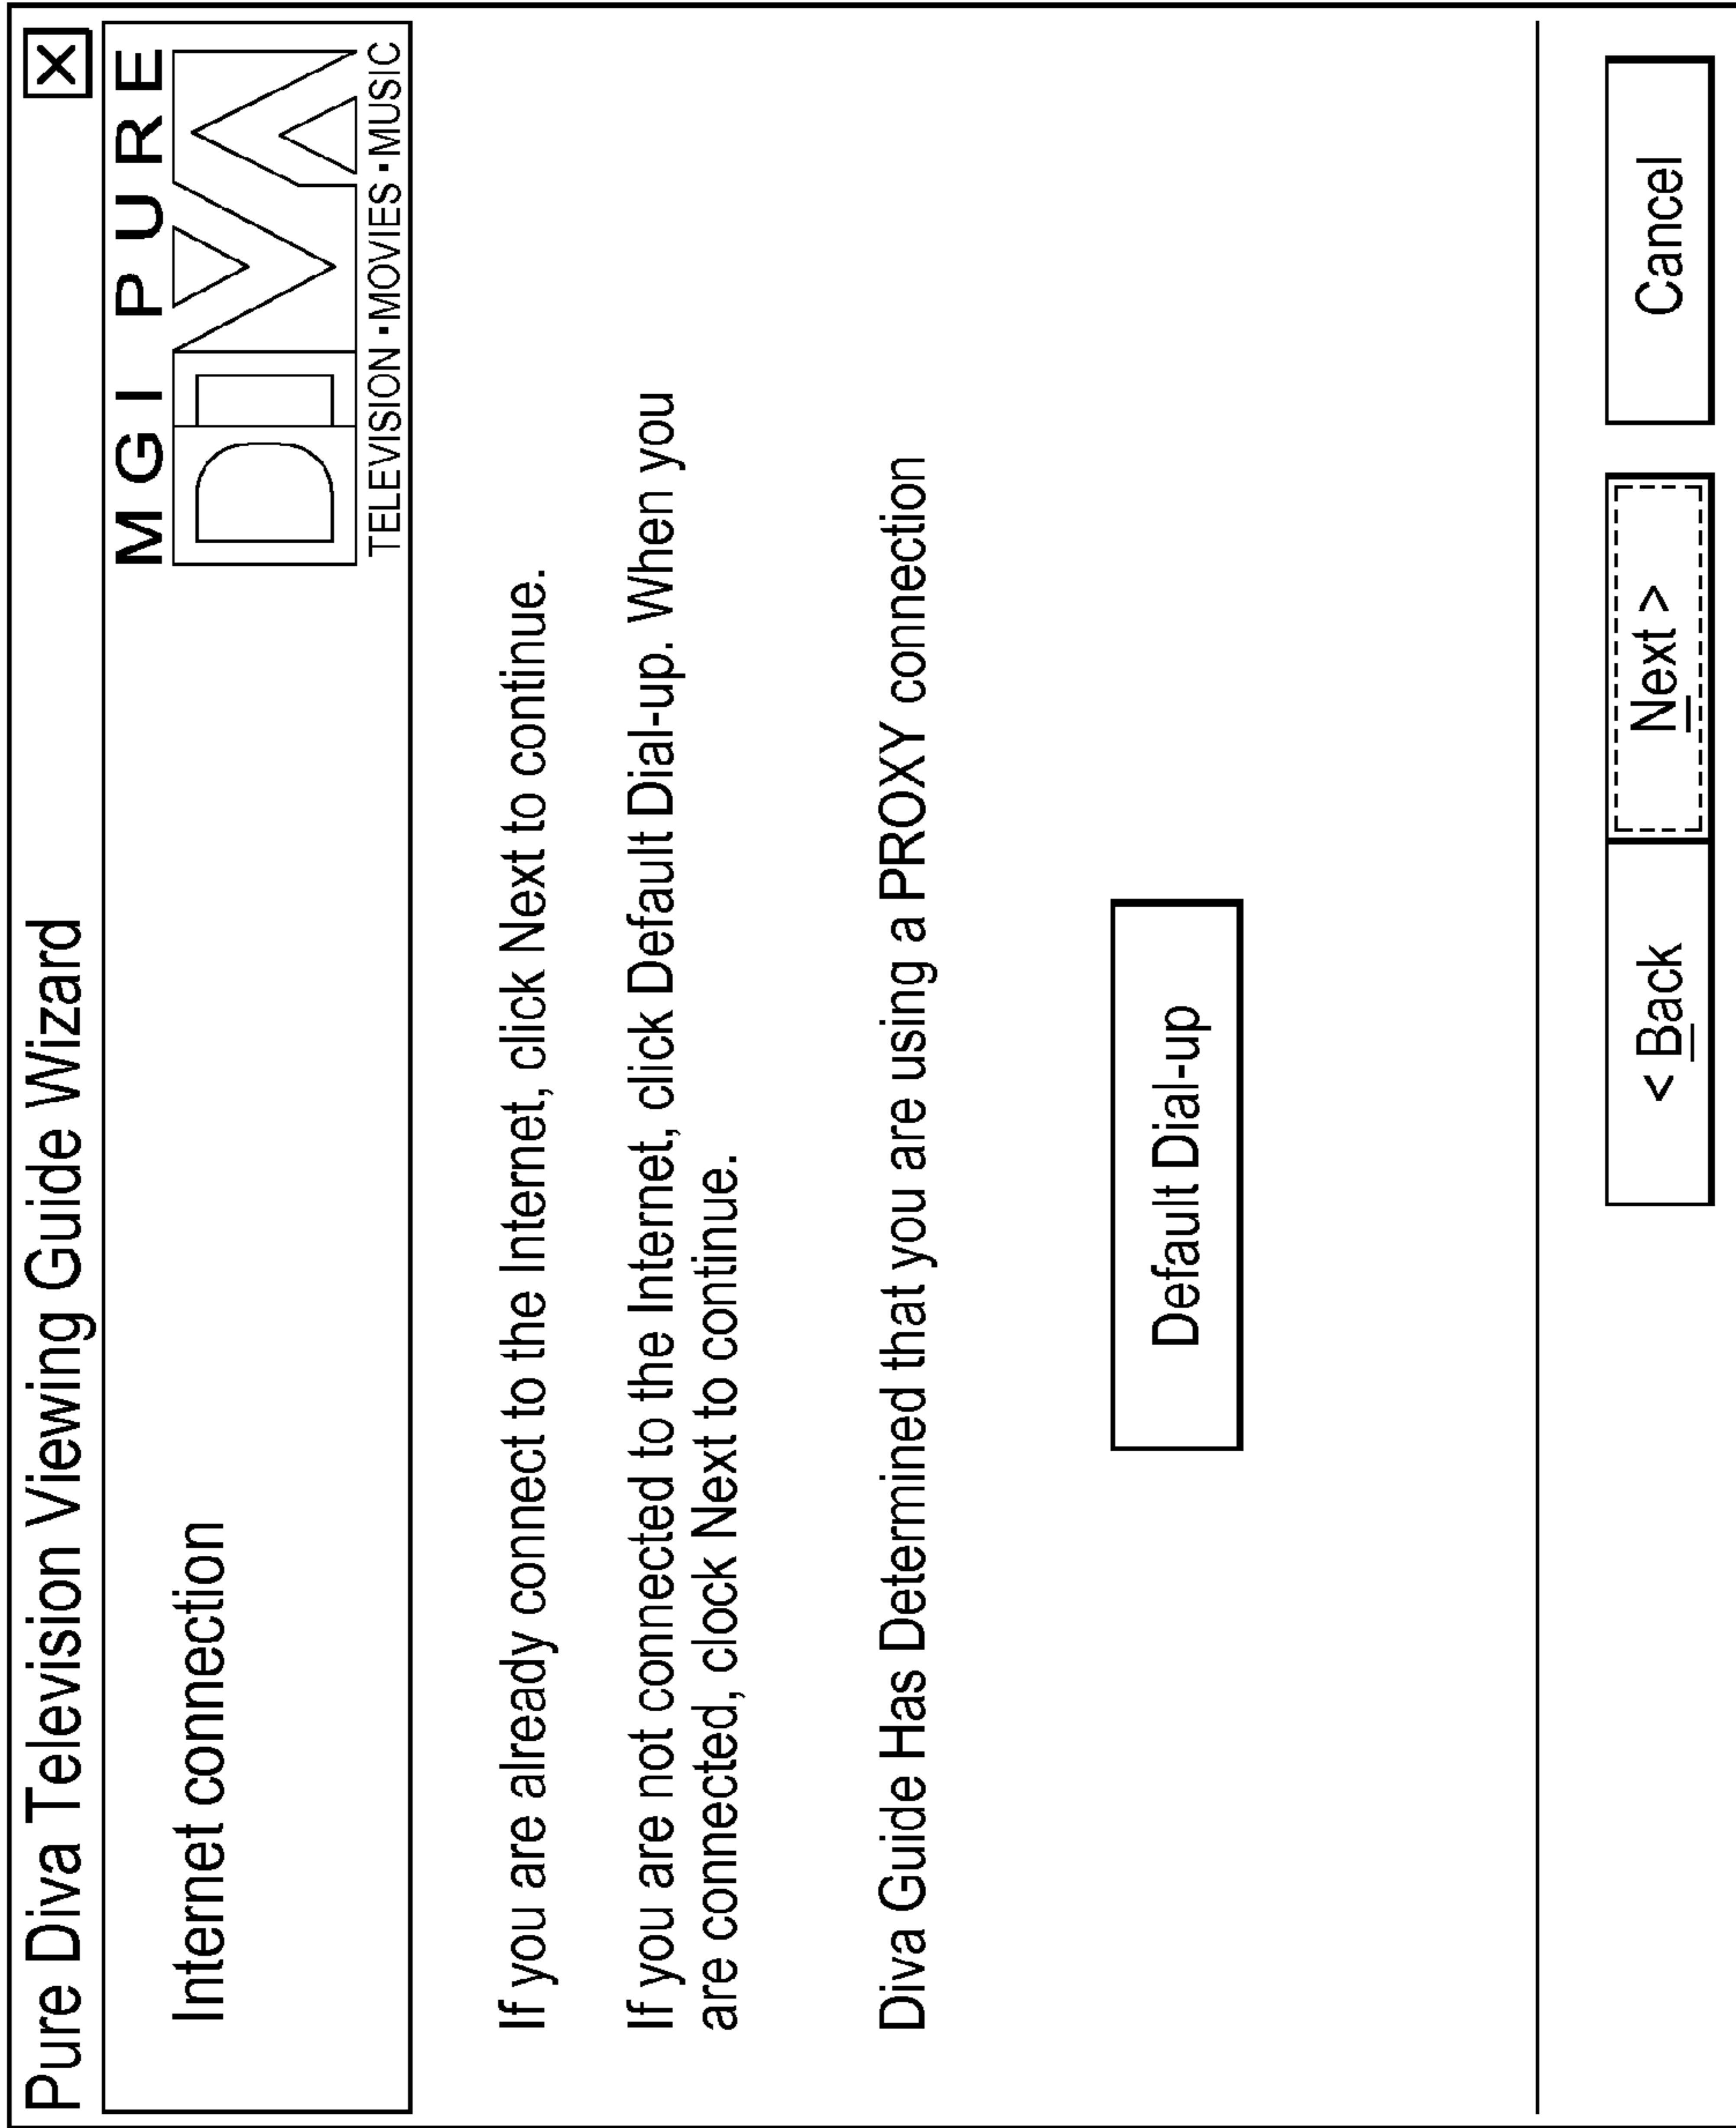 Pure Diva Television Viewing Guide Wizard
X
Internet connection
MGI PURE
DIVA
TELEVISION▪MOVIES▪MUSIC
If you are already connect to the Internet, click Next to continue.
If you are not connected to the Internet, click Default Dial-up. When you
are connected, clock Next to continue.
Diva Guide Has Determined that you are using a PROXY connection
Default Dial-up
< Back
Next >
Cancel